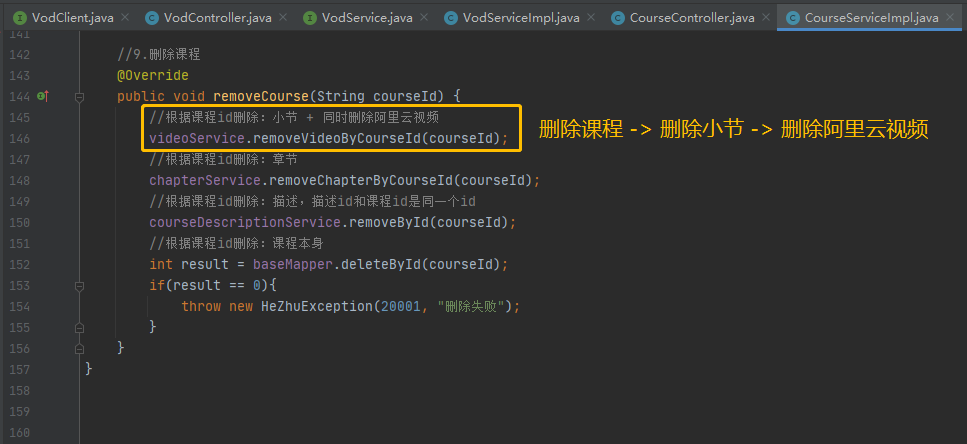 VodClient.java VodController.java VodService.java VodServiceImpl.java CourseController.java CourseServiceImpl.java
141
142 //9.删除课程
143 @Override
144 public void removeCourse(String courseId) {
145 //根据课程id删除: 小节 + 同时删除阿里云视频
146 videoService.removeVideoByCourseId(courseId);
删除课程 -> 删除小节 -> 删除阿里云视频
147 //根据课程id删除: 章节
148 chapterService.removeChapterByCourseId(courseId);
149 //根据课程id删除: 描述, 描述id和课程id是同一个id
150 courseDescriptionService.removeById(courseId);
151 //根据课程id删除: 课程本身
152 int result = baseMapper.deleteById(courseId);
153 if(result == 0){
154 throw new HeZhuException(20001, "删除失败");
155 }
156 }
157 }
158
159
160